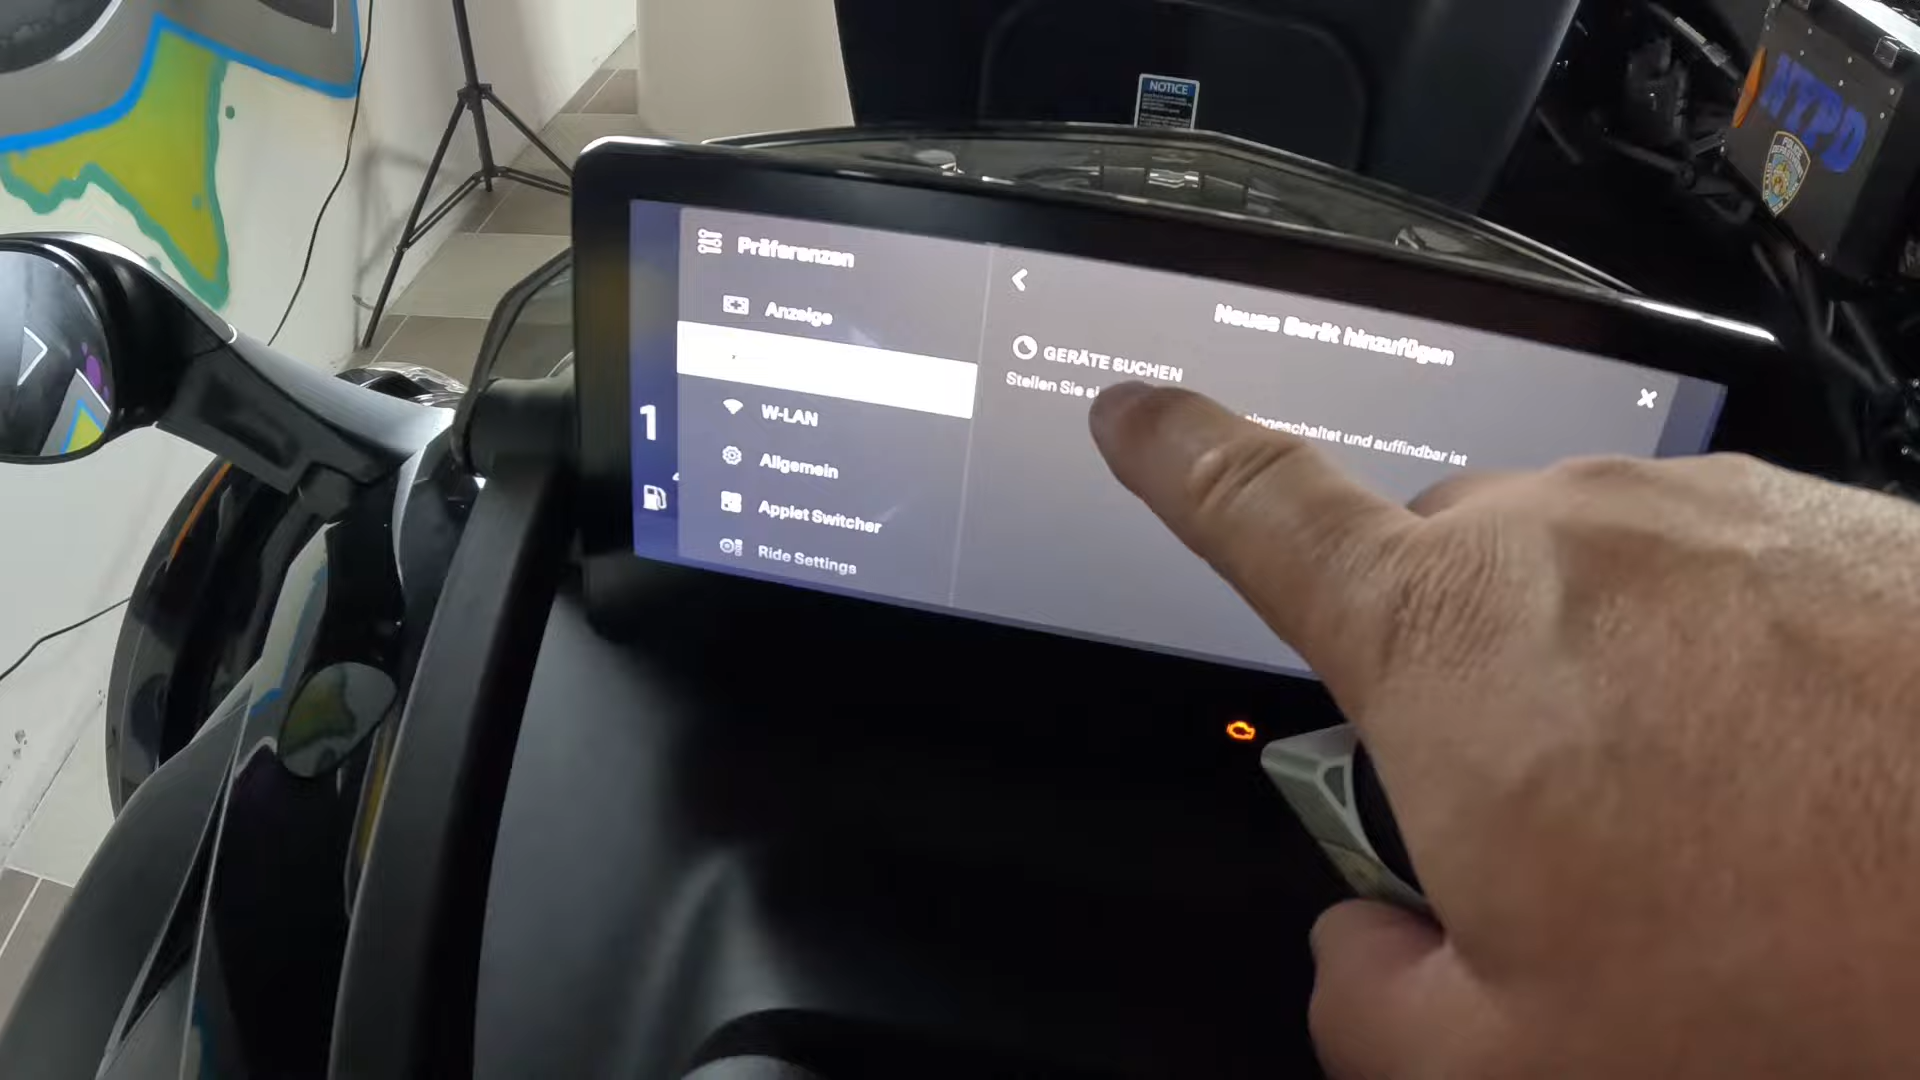 NOTICE
NYPD
POLICE
Präferenzen
Anzeige
W-LAN
Allgemein
Applet Switcher
Ride Settings
1
Neues Gerät hinzufügen
GERÄTE SUCHEN
Stellen Sie
eingeschaltet und auffindbar ist